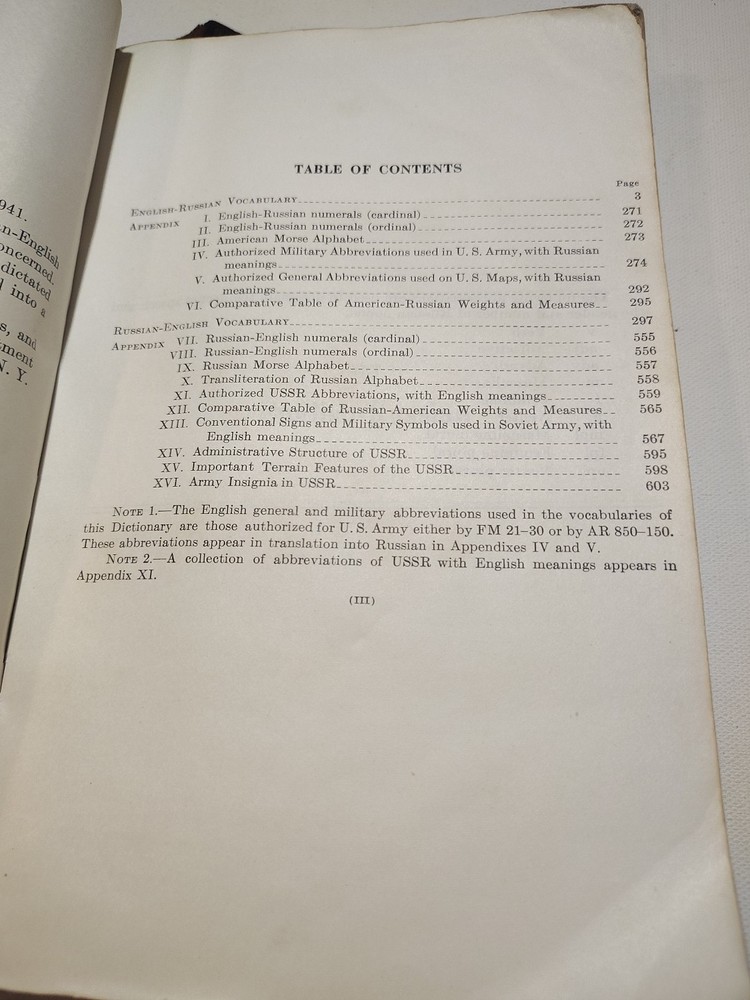 941.
n-English
oncerned.
dictated
l into a
s, and
ment
N. Y.
TABLE OF CONTENTS
Page
ENGLISH-RUSSIAN VOCABULARY 3
APPENDIX I. English-Russian numerals (cardinal) 271
II. English-Russian numerals (ordinal) 272
III. American Morse Alphabet 273
IV. Authorized Military Abbreviations used in U. S. Army, with Russian
meanings 274
V. Authorized General Abbreviations used on U. S. Maps, with Russian
meanings 292
VI. Comparative Table of American-Russian Weights and Measures 295
RUSSIAN-ENGLISH VOCABULARY 297
APPENDIX VII. Russian-English numerals (cardinal) 555
VIII. Russian-English numerals (ordinal) 556
IX. Russian Morse Alphabet 557
X. Transliteration of Russian Alphabet 558
XI. Authorized USSR Abbreviations, with English meanings 559
XII. Comparative Table of Russian-American Weights and Measures 565
XIII. Conventional Signs and Military Symbols used in Soviet Army, with
English meanings 567
XIV. Administrative Structure of USSR 595
XV. Important Terrain Features of the USSR 598
XVI. Army Insignia in USSR 603
NOTE 1.—The English general and military abbreviations used in the vocabularies of
this Dictionary are those authorized for U. S. Army either by FM 21–30 or by AR 850–150.
These abbreviations appear in translation into Russian in Appendixes IV and V.
NOTE 2.—A collection of abbreviations of USSR with English meanings appears in
Appendix XI.
(III)